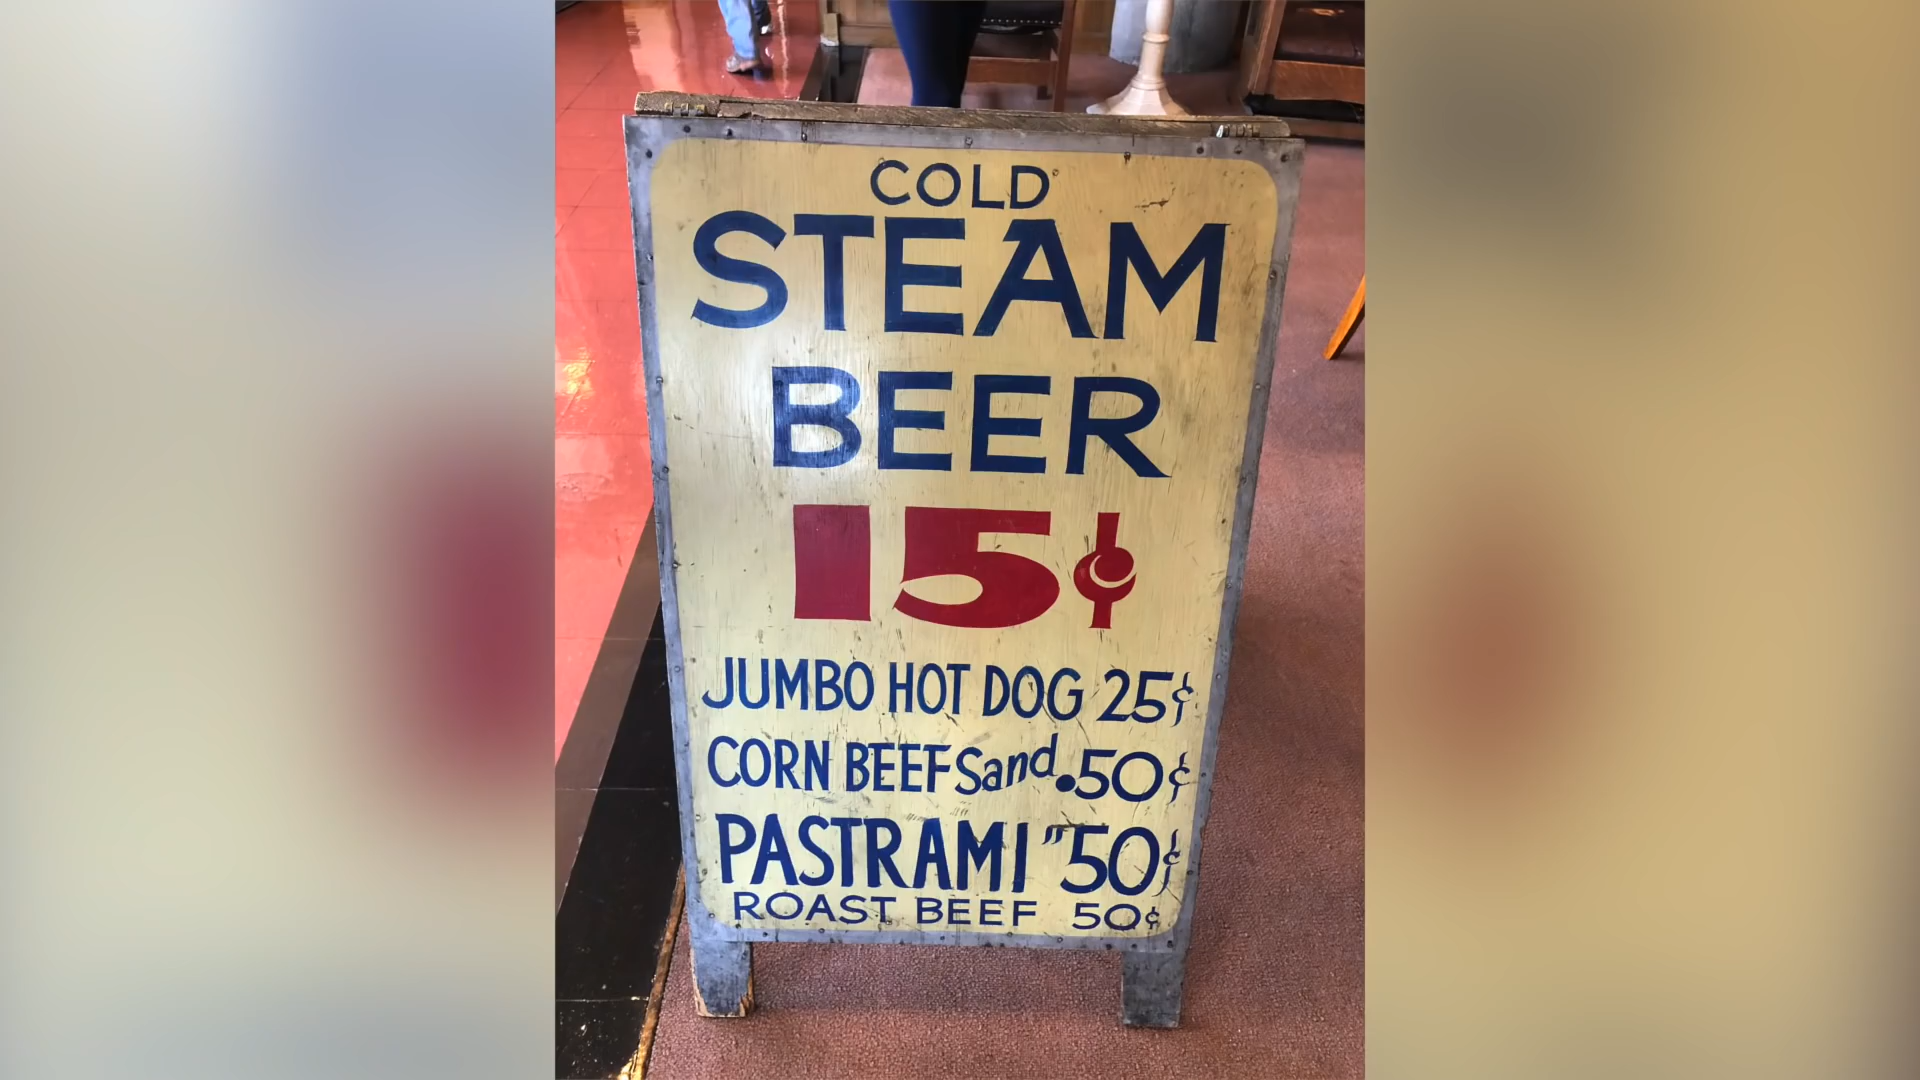 COLD
STEAM
BEER
15¢
JUMBO HOT DOG 25¢
CORN BEEF Sand. 50¢
PASTRAMI " 50¢
ROAST BEEF 50¢